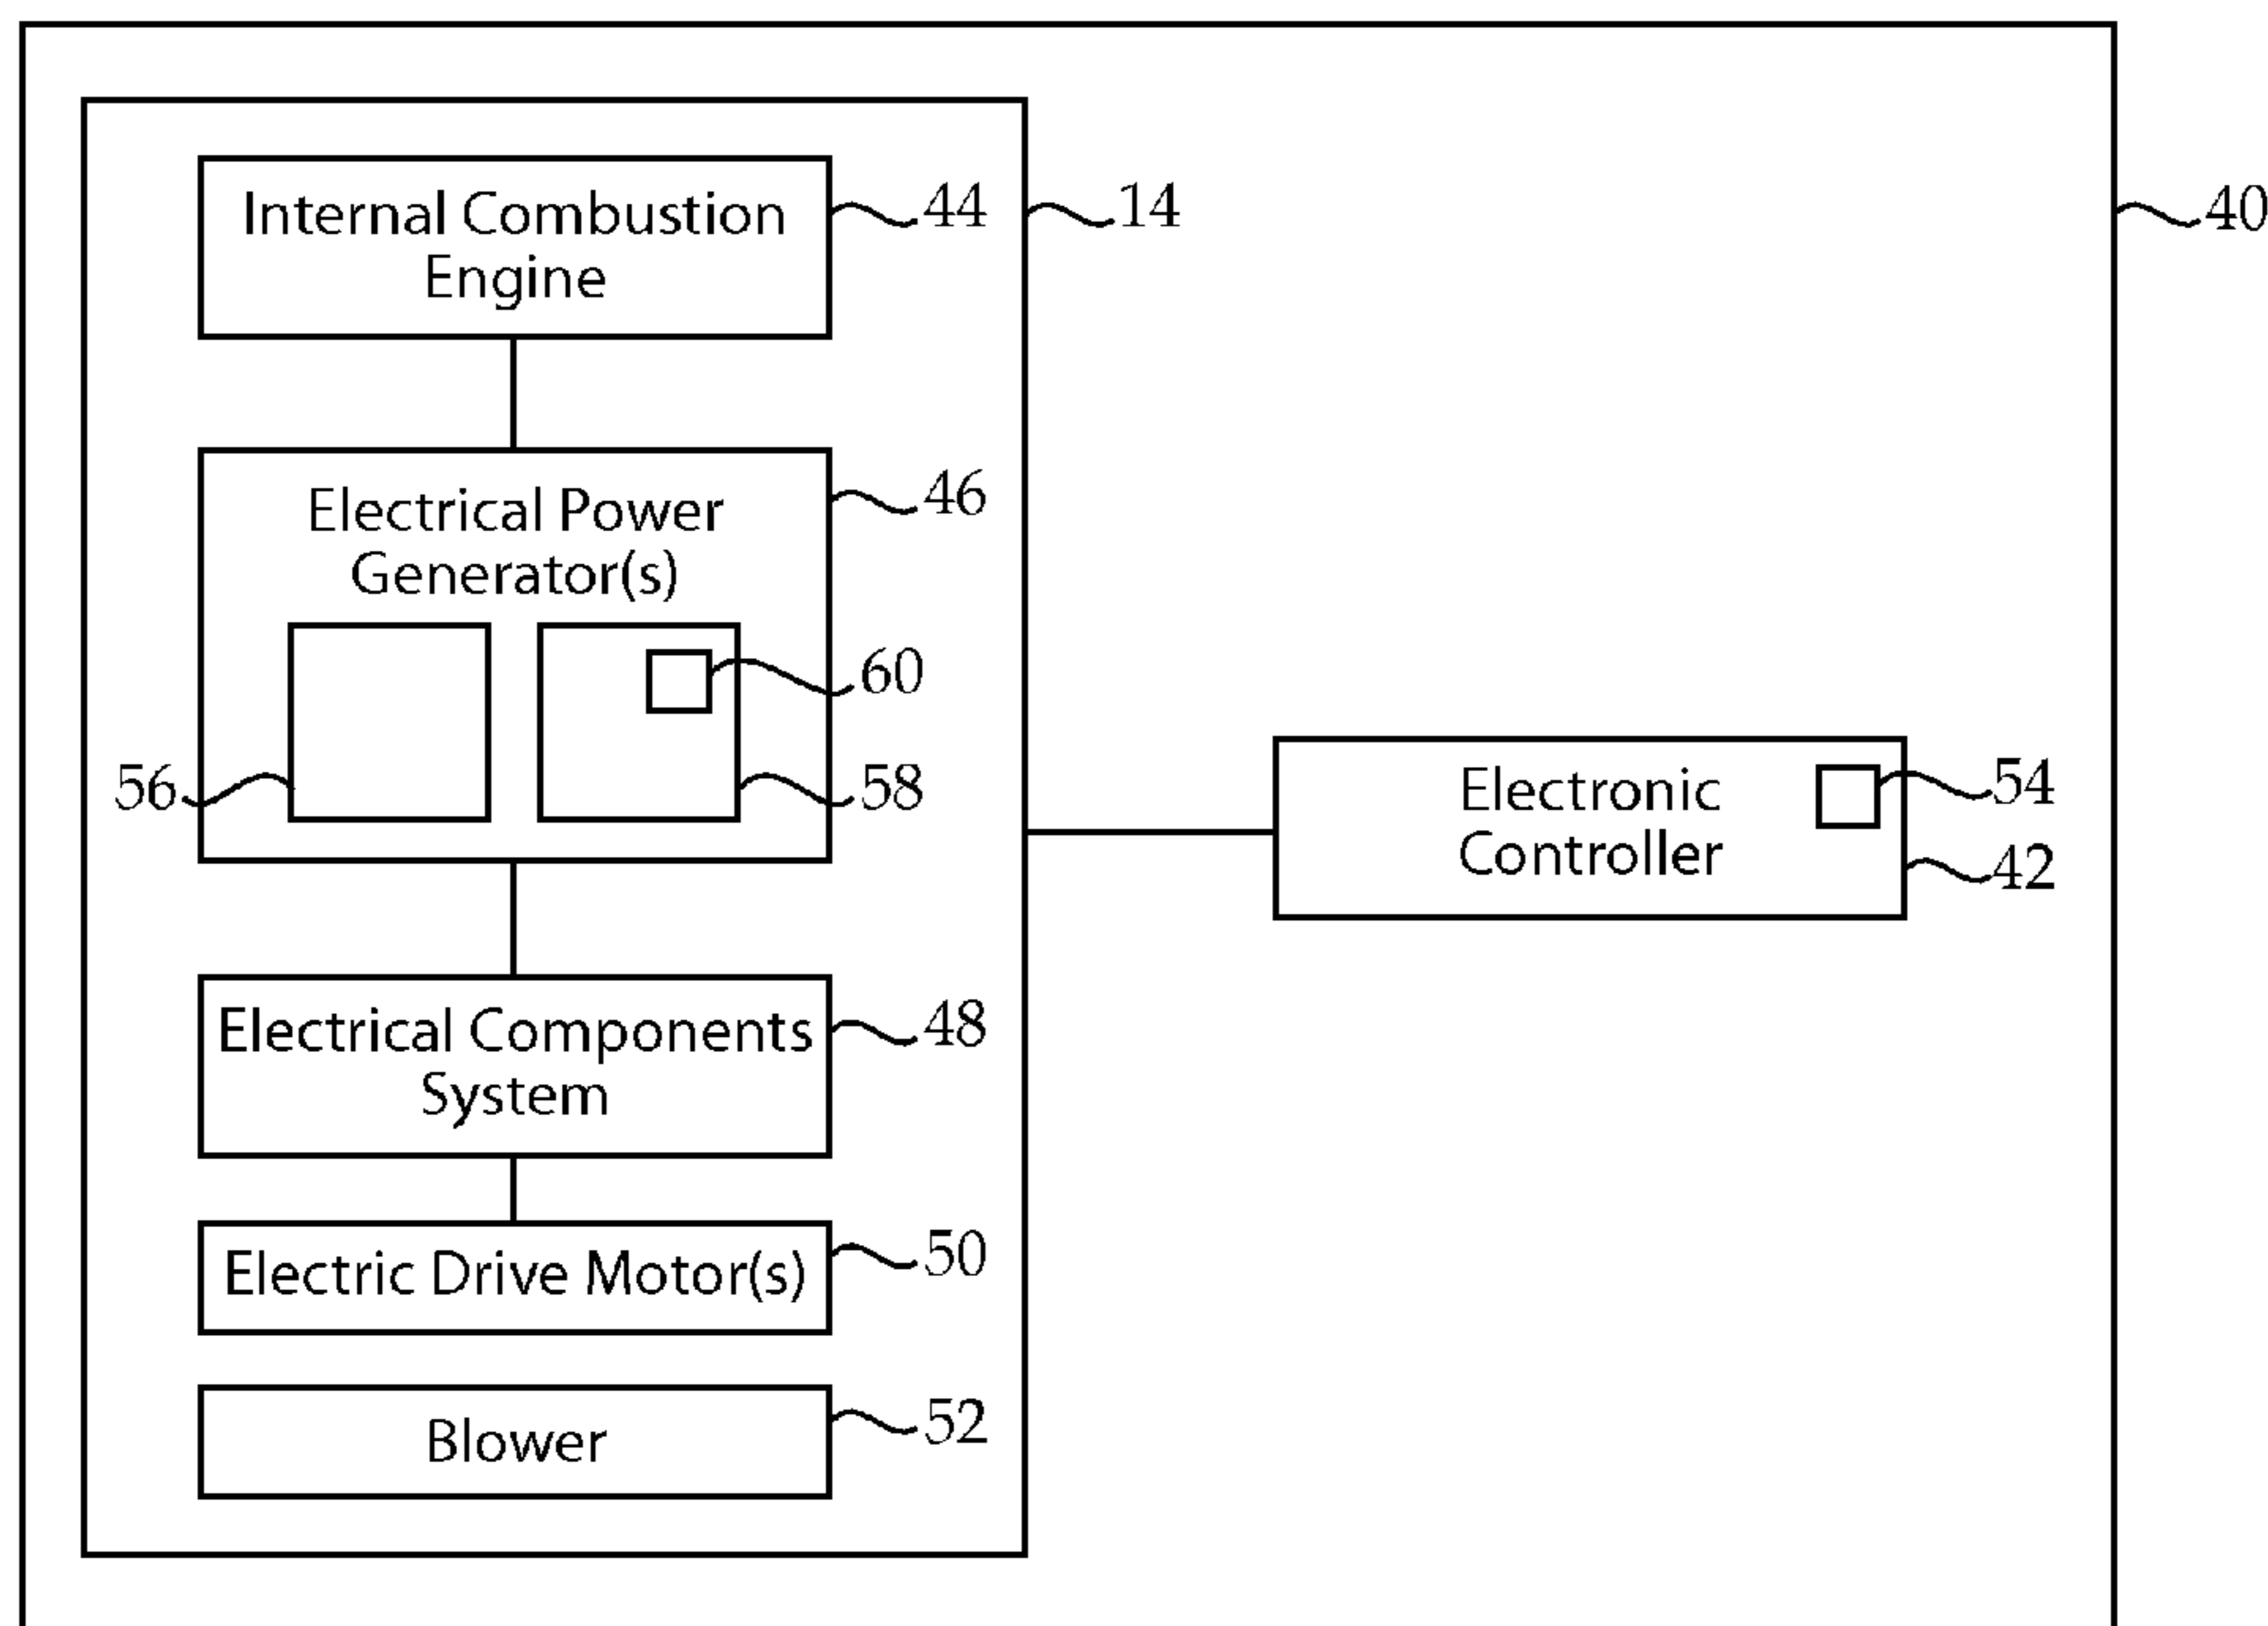 Internal Combustion
Engine
44
14
40
Electrical Power
Generator(s)
46
60
56
58
Electronic
Controller
54
42
Electrical Components
System
48
Electric Drive Motor(s)
50
Blower
52